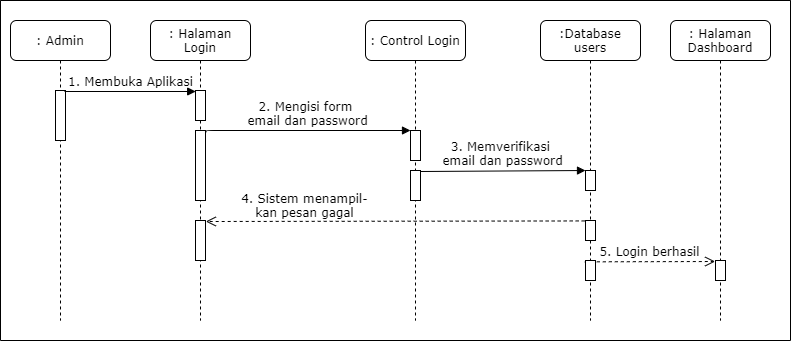 : Admin
: Halaman
Login
: Control Login
:Database
users
: Halaman
Dashboard
1. Membuka Aplikasi
2. Mengisi form
email dan password
3. Memverifikasi
email dan password
4. Sistem menampil-
kan pesan gagal
5. Login berhasil